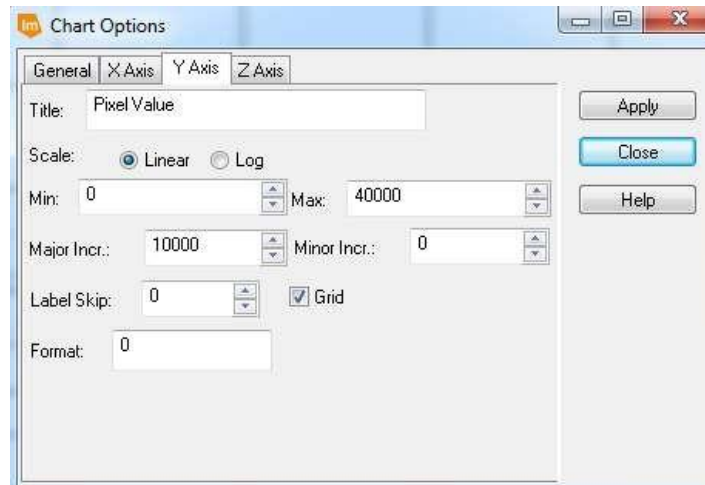 Im Chart Options
General X Axis Y Axis Z Axis
Title: Pixel Value Apply
Scale: Linear Log Close
Min: 0 Max: 40000 Help
Major Incr.: 10000 Minor Incr.: 0
Label Skip: 0 Grid
Format: 0